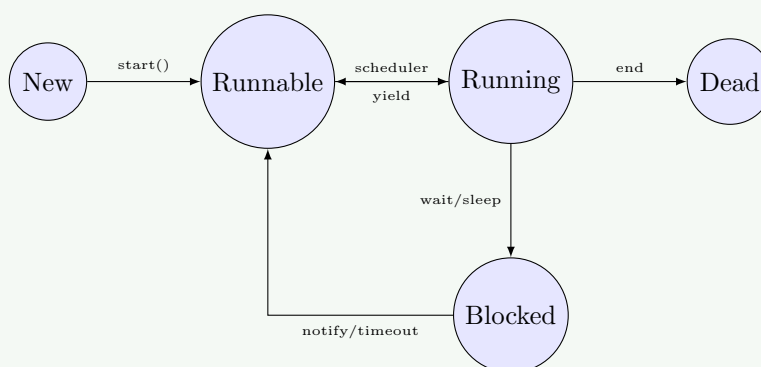 New
start()
Runnable
scheduler
yield
Running
end
Dead
wait/sleep
Blocked
notify/timeout